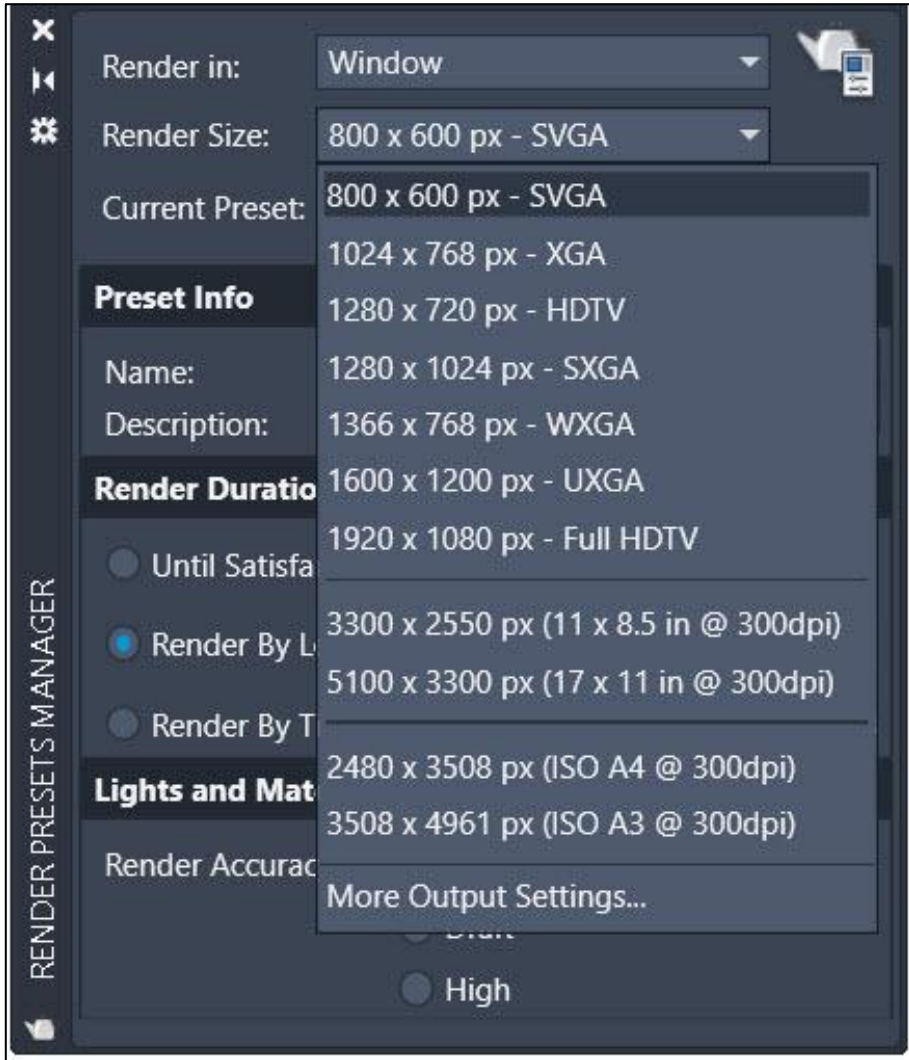 Render in: Window
Render Size: 800 x 600 px - SVGA
Current Preset:
800 x 600 px - SVGA
1024 x 768 px - XGA
1280 x 720 px - HDTV
1280 x 1024 px - SXGA
1366 x 768 px - WXGA
1600 x 1200 px - UXGA
1920 x 1080 px - Full HDTV
3300 x 2550 px (11 x 8.5 in @ 300dpi)
5100 x 3300 px (17 x 11 in @ 300dpi)
2480 x 3508 px (ISO A4 @ 300dpi)
3508 x 4961 px (ISO A3 @ 300dpi)
More Output Settings...
Preset Info
Name:
Description:
Render Duratio
Until Satisfa
Render By L
Render By T
Lights and Mat
Render Accurac
Draft
High
RENDER PRESETS MANAGER